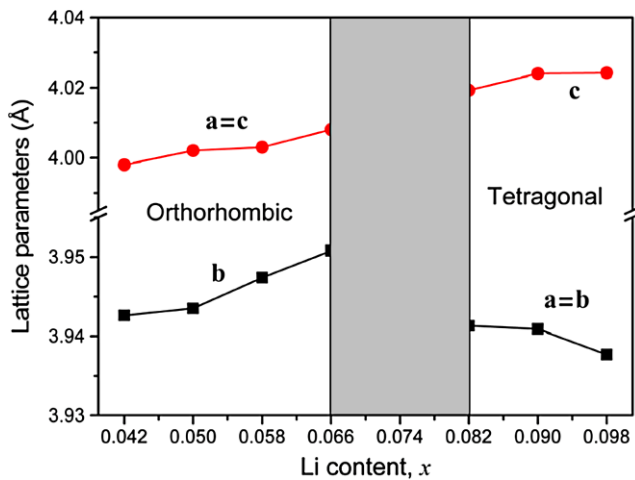 4.04
4.02
4.00
3.95
3.94
3.93
Lattice parameters (Å)
a=c
c
Orthorhombic
Tetragonal
b
a=b
0.042 0.050 0.058 0.066 0.074 0.082 0.090 0.098
Li content, x